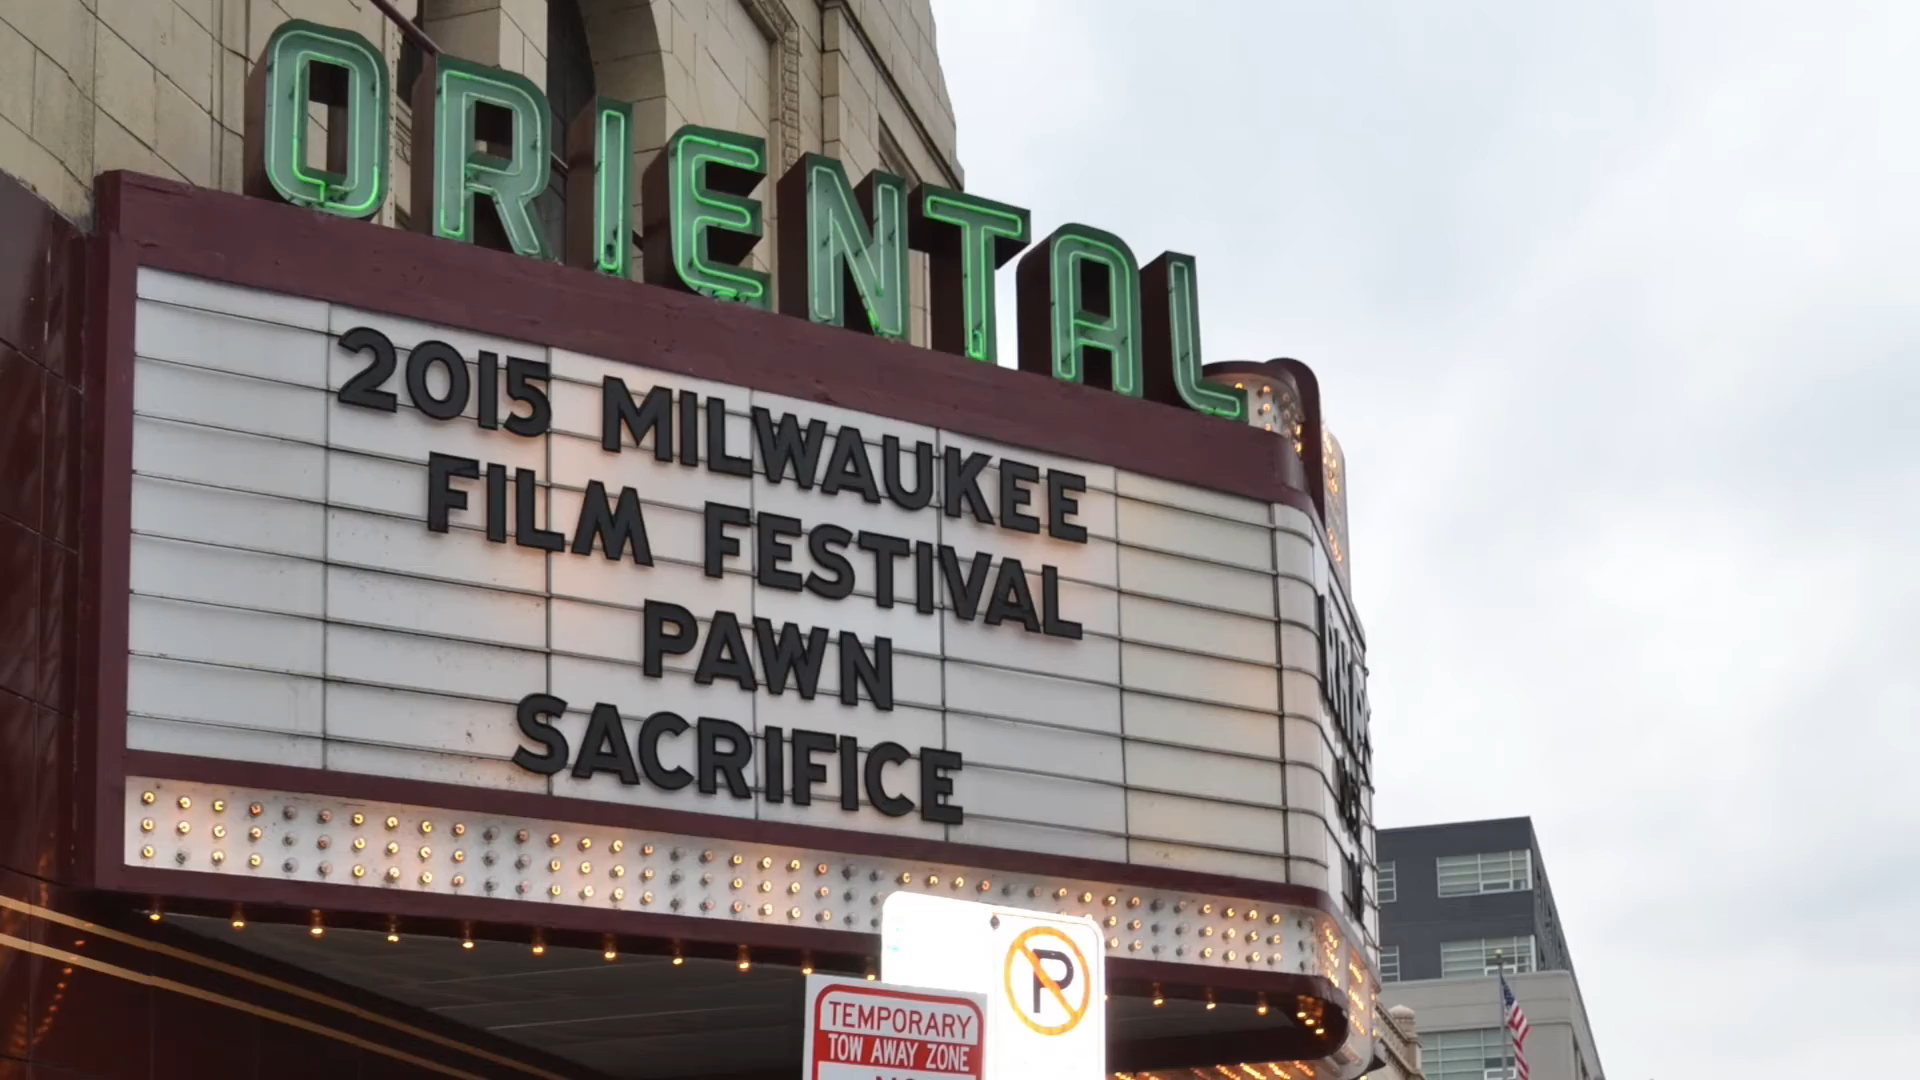 ORIENTAL
2015 MILWAUKEE
FILM FESTIVAL
PAWN
SACRIFICE
P
TEMPORARY
TOW AWAY ZONE